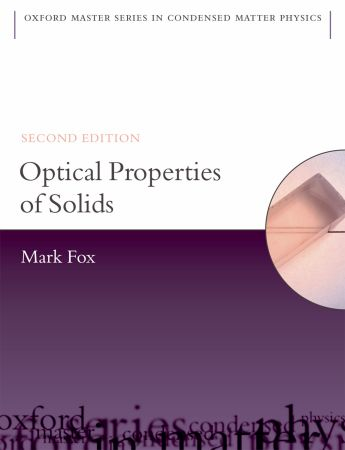 OXFORD MASTER SERIES IN CONDENSED MATTER PHYSICS
SECOND EDITION
Optical Properties
of Solids
Mark Fox
physics
oxford
condensed
master
condensed